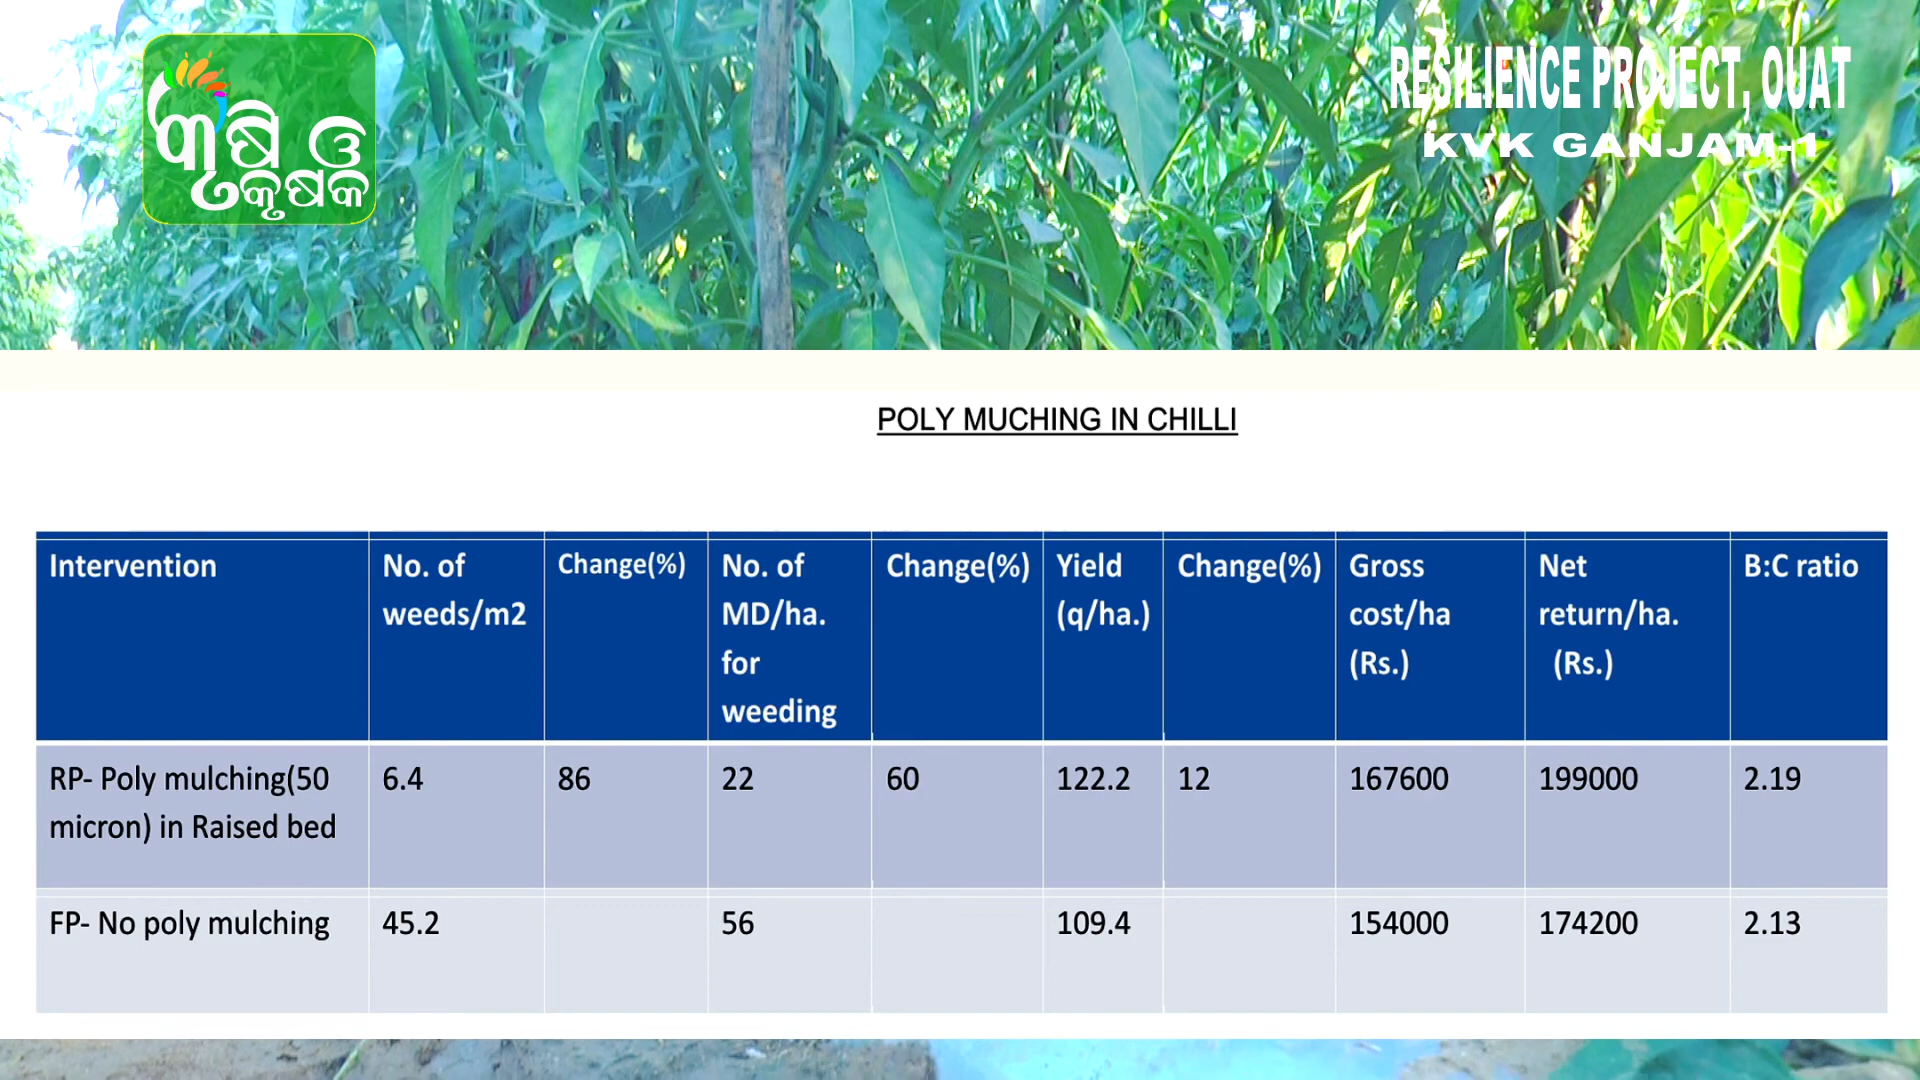 କୃଷି ଓ
କୃଷକ
RESILIENCE PROJECT, OUAT
KVK GANJAM-1
POLY MUCHING IN CHILLI
Intervention No. of weeds/m2 Change(%) No. of MD/ha. for weeding Change(%) Yield (q/ha.) Change(%) Gross cost/ha (Rs.) Net return/ha. (Rs.) B:C ratio
RP- Poly mulching(50 micron) in Raised bed 6.4 86 22 60 122.2 12 167600 199000 2.19
FP- No poly mulching 45.2 56 109.4 154000 174200 2.13